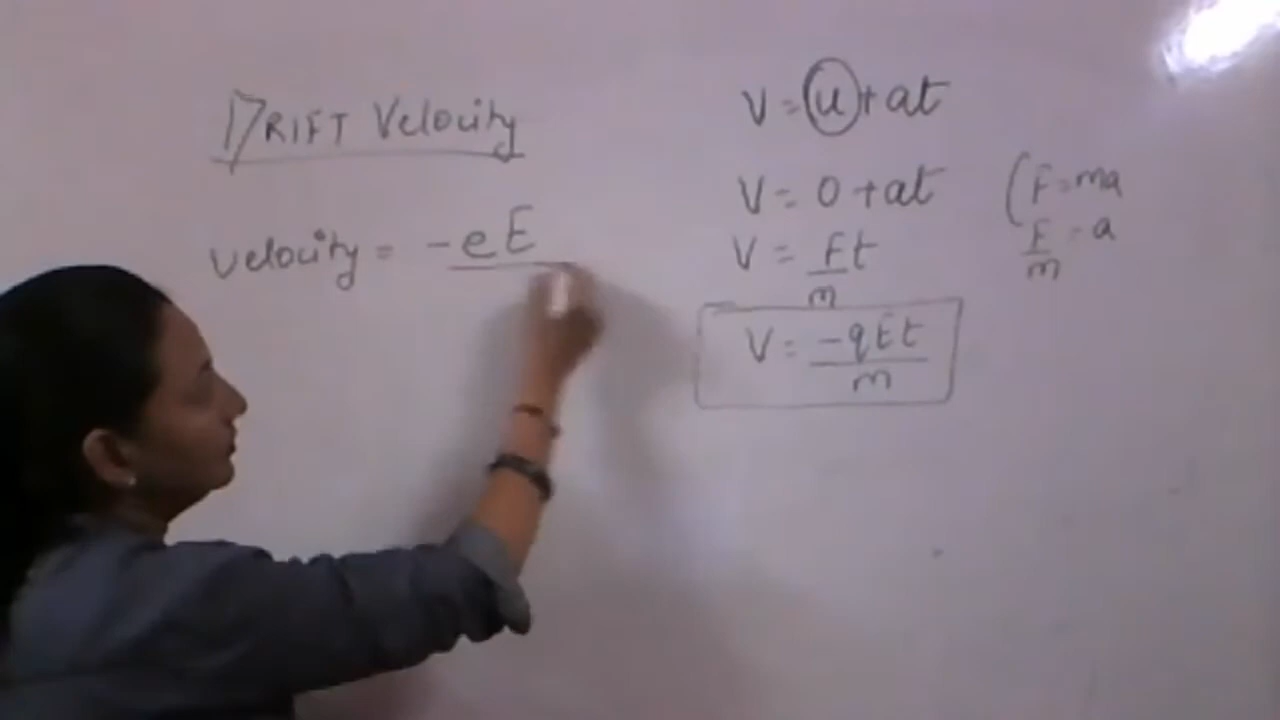 DRIFT Velocity
velocity = -eE
V = u + at
V = 0 + at
V = Ft/m
V = -qEt/m
(F = ma
F/m = a